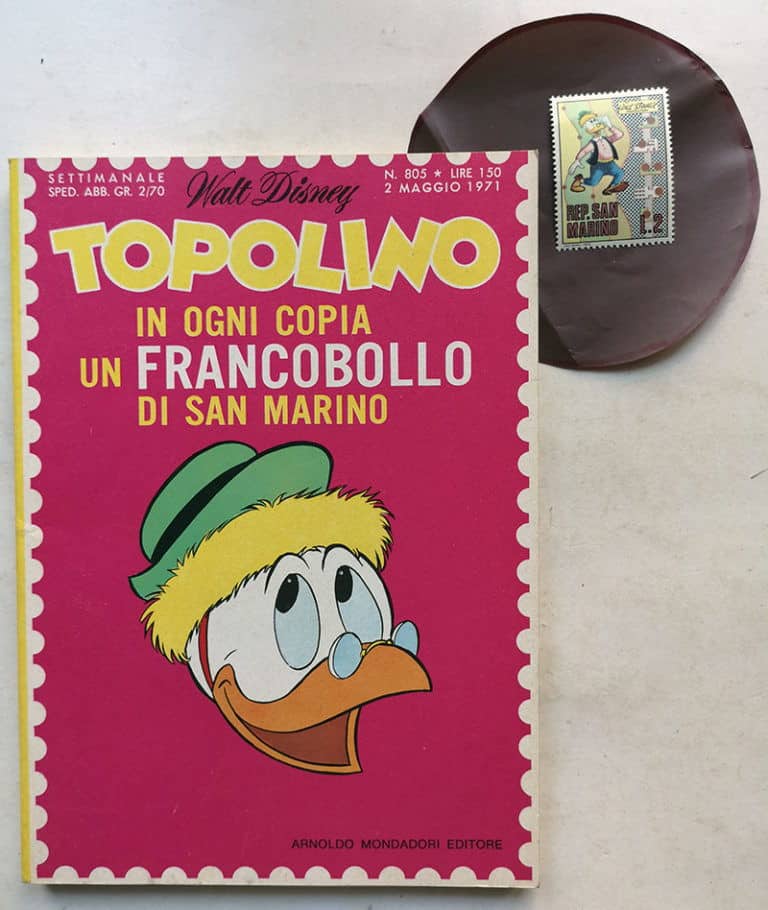 SETTIMANALE
SPED. ABB. GR. 2/70
Walt Disney
N. 805 ★ LIRE 150
2 MAGGIO 1971
TOPOLINO
IN OGNI COPIA
UN FRANCOBOLLO
DI SAN MARINO
ARNOLDO MONDADORI EDITORE
REP. SAN
MARINO
L.2